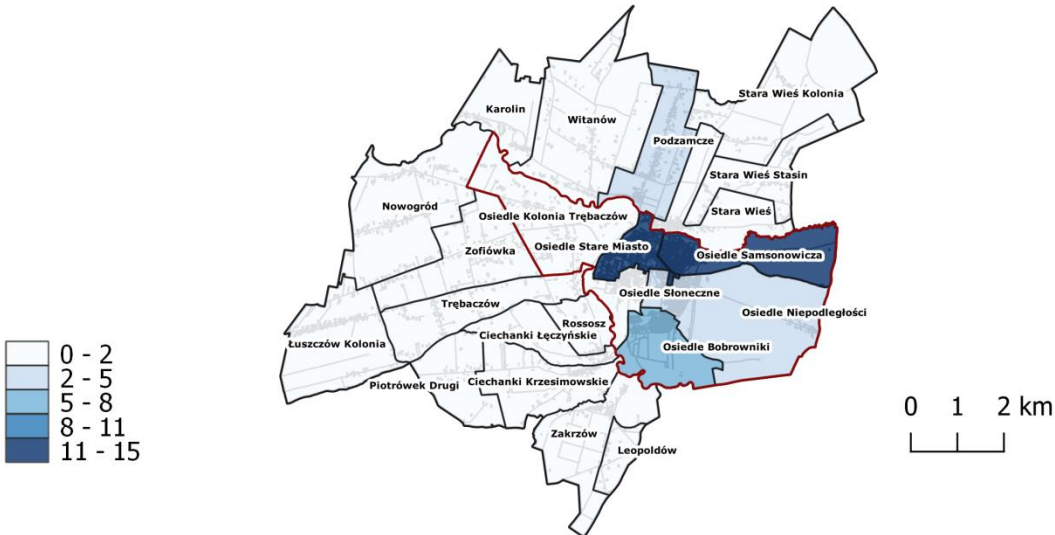 Stara Wieś Kolonia
Karolin
Witanów
Podzamcze
Stara Wieś Stasin
Nowogród
Stara Wieś
Osiedle Kolonia Trębaczów
Osiedle Stare Miasto
Zofiówka
Osiedle Samsonowicza
Osiedle Słoneczne
Trębaczów
Osiedle Niepodległości
Rossosz
Ciechanki Łęczyńskie
Łuszczów Kolonia
Osiedle Bobrowniki
Piotrówek Drugi
Ciechanki Krzesimowskie
Zakrzów
Leopoldów
0 - 2
2 - 5
5 - 8
8 - 11
11 - 15
0 1 2 km